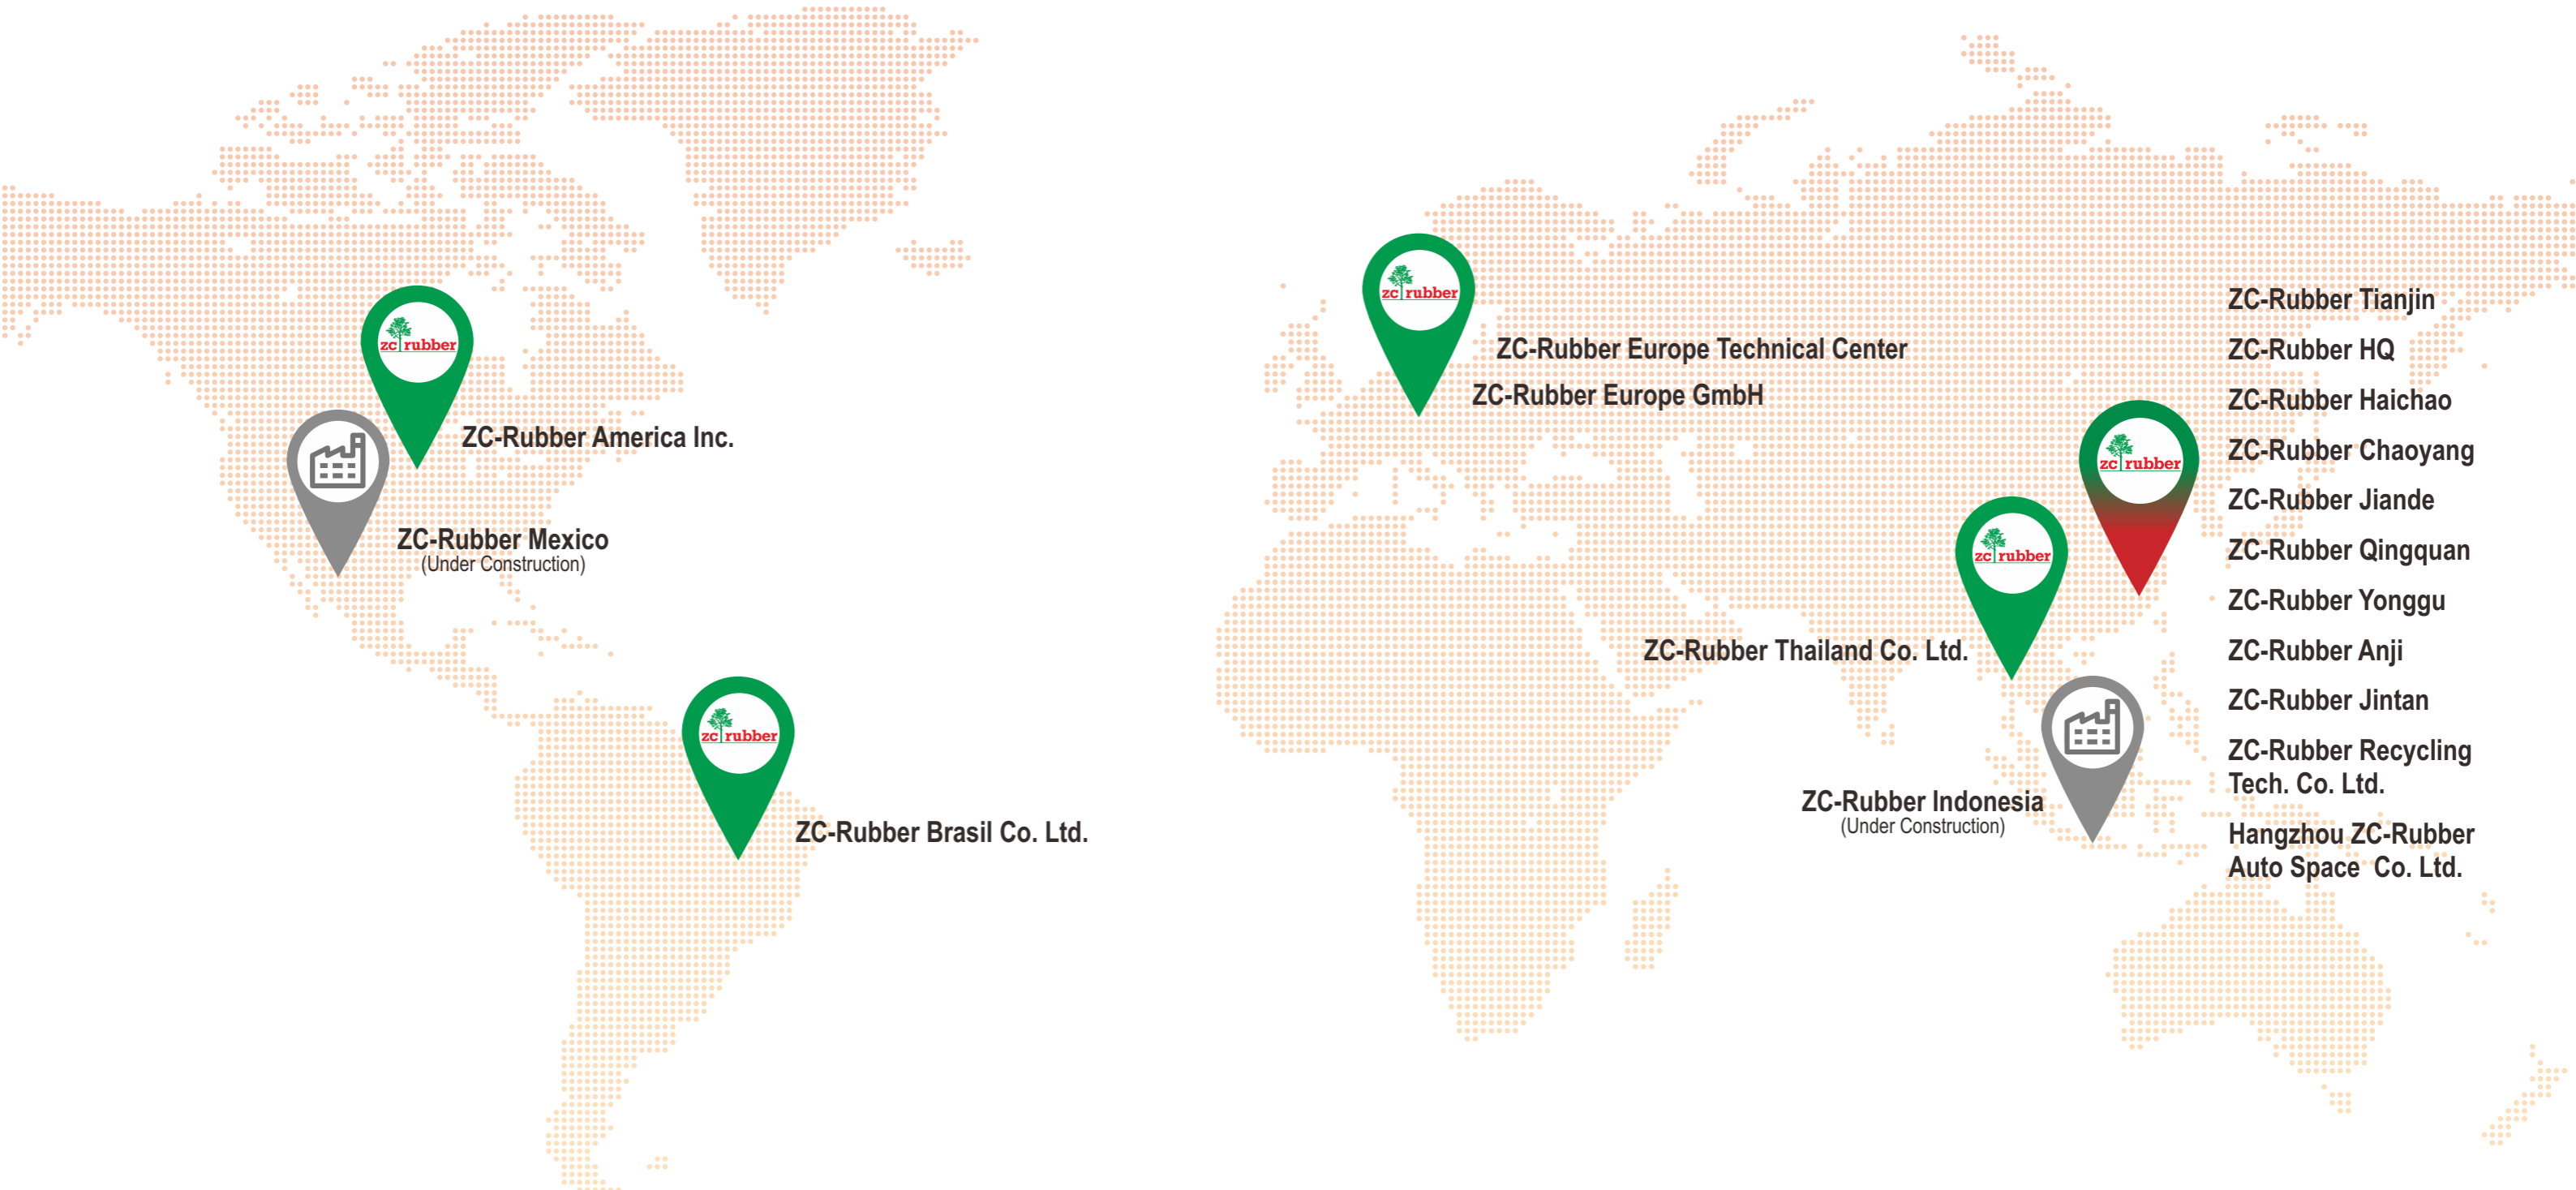 zc rubber
ZC-Rubber America Inc.
ZC-Rubber Mexico
(Under Construction)
zc rubber
ZC-Rubber Brasil Co. Ltd.
zc rubber
ZC-Rubber Europe Technical Center
ZC-Rubber Europe GmbH
zc rubber
ZC-Rubber Thailand Co. Ltd.
ZC-Rubber Indonesia
(Under Construction)
zc rubber
ZC-Rubber Tianjin
ZC-Rubber HQ
ZC-Rubber Haichao
ZC-Rubber Chaoyang
ZC-Rubber Jiande
ZC-Rubber Qingquan
ZC-Rubber Yonggu
ZC-Rubber Anji
ZC-Rubber Jintan
ZC-Rubber Recycling
Tech. Co. Ltd.
Hangzhou ZC-Rubber
Auto Space Co. Ltd.